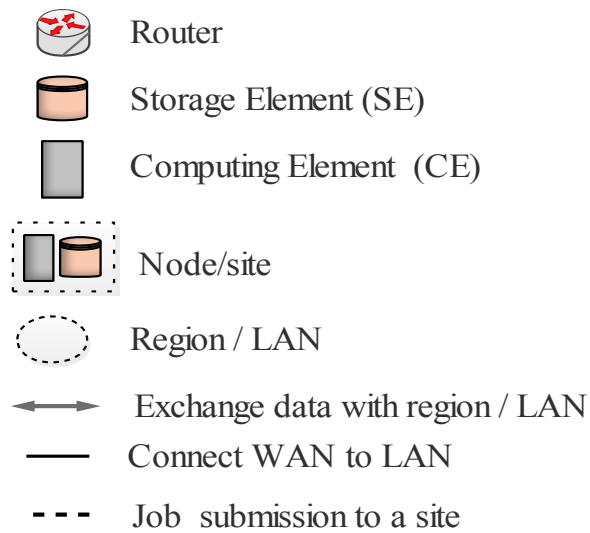 Router
Storage Element (SE)
Computing Element (CE)
Node/site
Region / LAN
Exchange data with region / LAN
Connect WAN to LAN
Job submission to a site